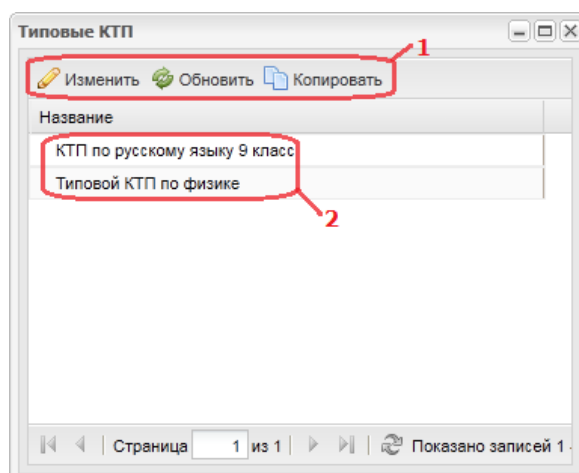 Типовые КТП
1
Изменить Обновить Копировать
Название
КТП по русскому языку 9 класс
Типовой КТП по физике
2
Страница 1 из 1 Показано записей 1 -